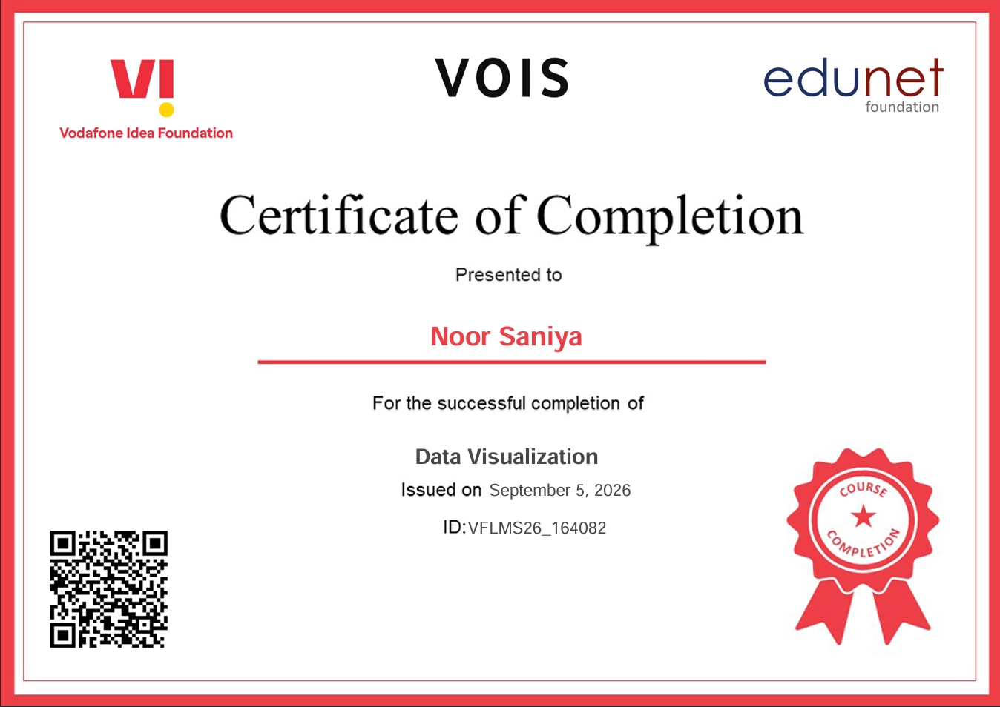 VI
Vodafone Idea Foundation
VOIS
edunet
foundation
Certificate of Completion
Presented to
Noor Saniya
For the successful completion of
Data Visualization
Issued on September 5, 2026
ID:VFLMS26_164082
COURSE
COMPLETION